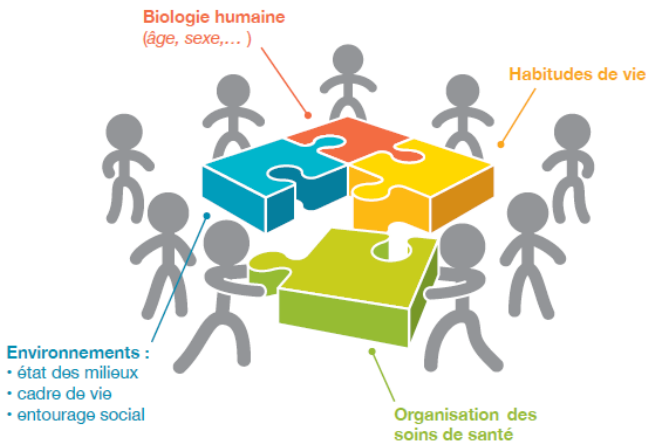 Biologie humaine
(âge, sexe,... )
Habitudes de vie
Environnements :
• état des milieux
• cadre de vie
• entourage social
Organisation des
soins de santé